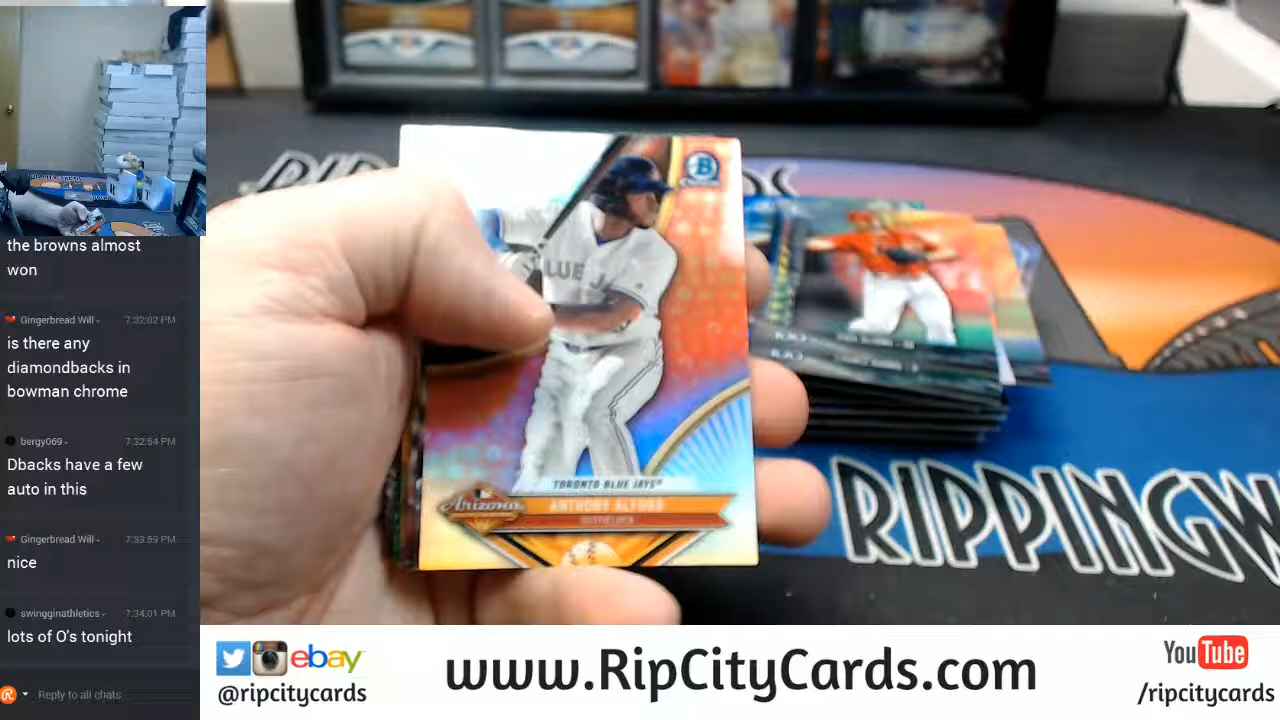 the browns almost
won
Gingerbread Will 7:32:02 PM
is there any
diamondbacks in
bowman chrome
bergy069 7:32:54 PM
Dbacks have a few
auto in this
Gingerbread Will 7:33:59 PM
nice
swingginathletics 7:34:01 PM
lots of O's tonight
Reply to all chats
B
BLUE JA
TORONTO BLUE JAYS
Arizona
ANTHONY ALFORD
OUTFIELDER
RIPPINGW
ebay
@ripcitycards
www.RipCityCards.com
YouTube
/ripcitycards